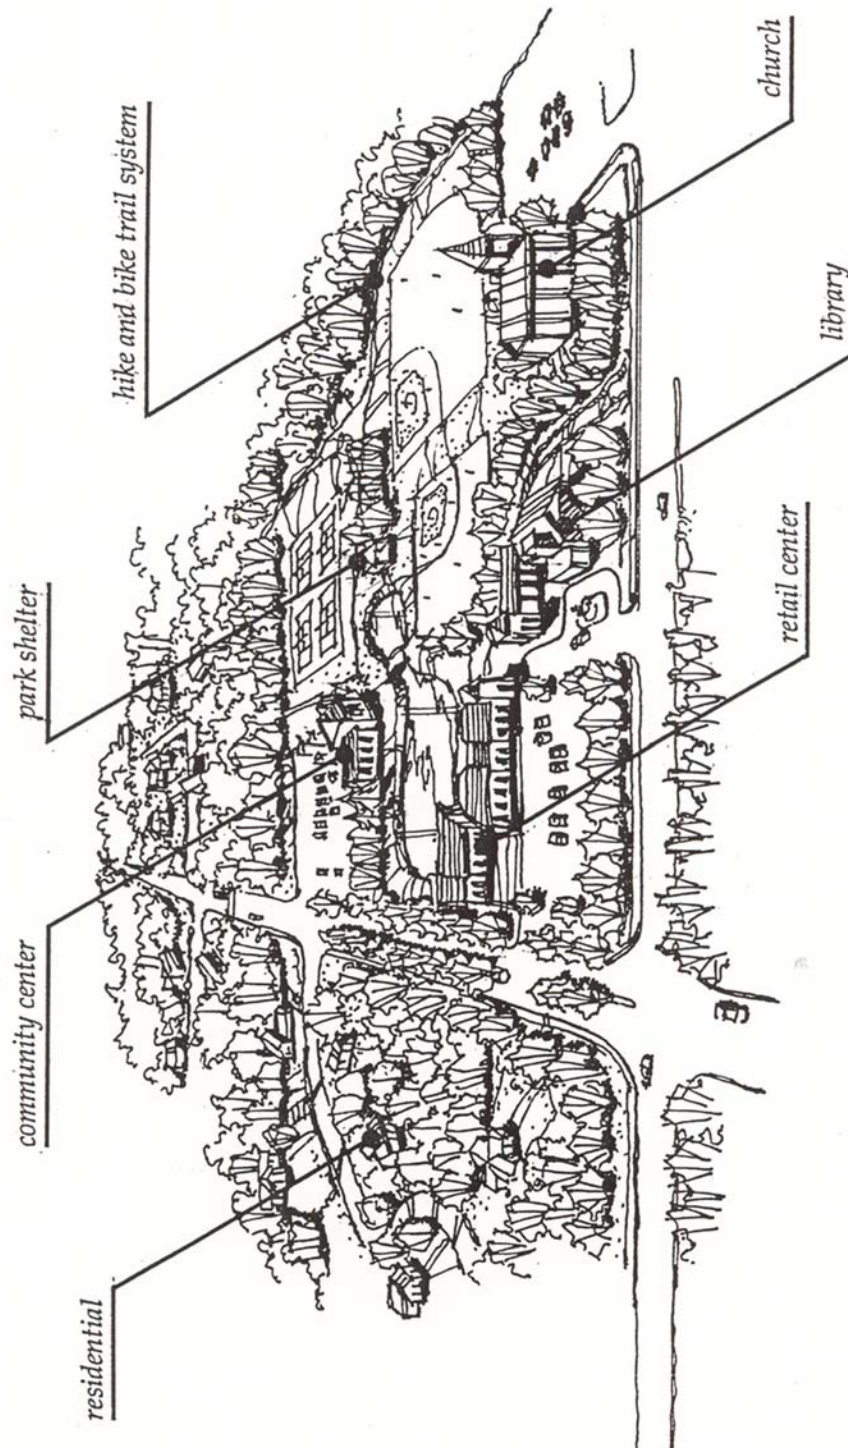 residential
community center
park shelter
hike and bike trail system
retail center
library
church